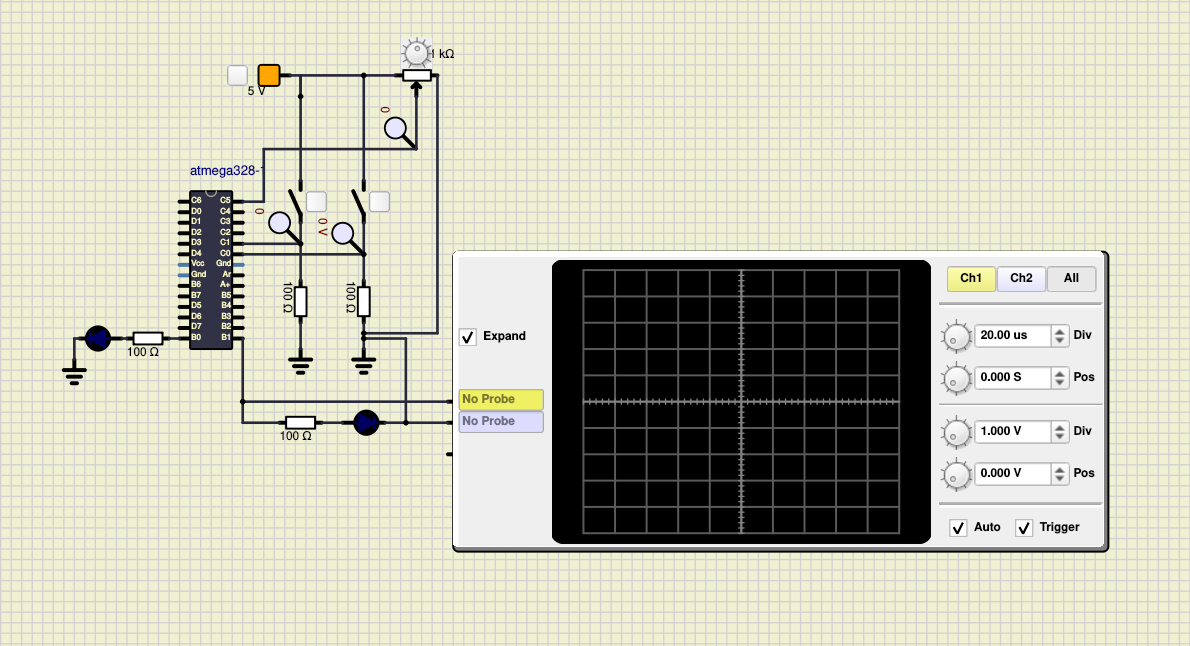 1 kΩ
5 V
0
atmega328-
C6 C5
D0 C4
D1 C3
D2 C2
D3 C1
D4 C0
Vcc Gnd
Gnd Ar
B6 A+
B7 B5
D5 B4
D6 B3
D7 B2
B0 B1
0
0 V
100 Ω
100 Ω
100 Ω
100 Ω
Expand
No Probe
No Probe
Ch1 Ch2 All
20.00 us Div
0.000 S Pos
1.000 V Div
0.000 V Pos
Auto Trigger